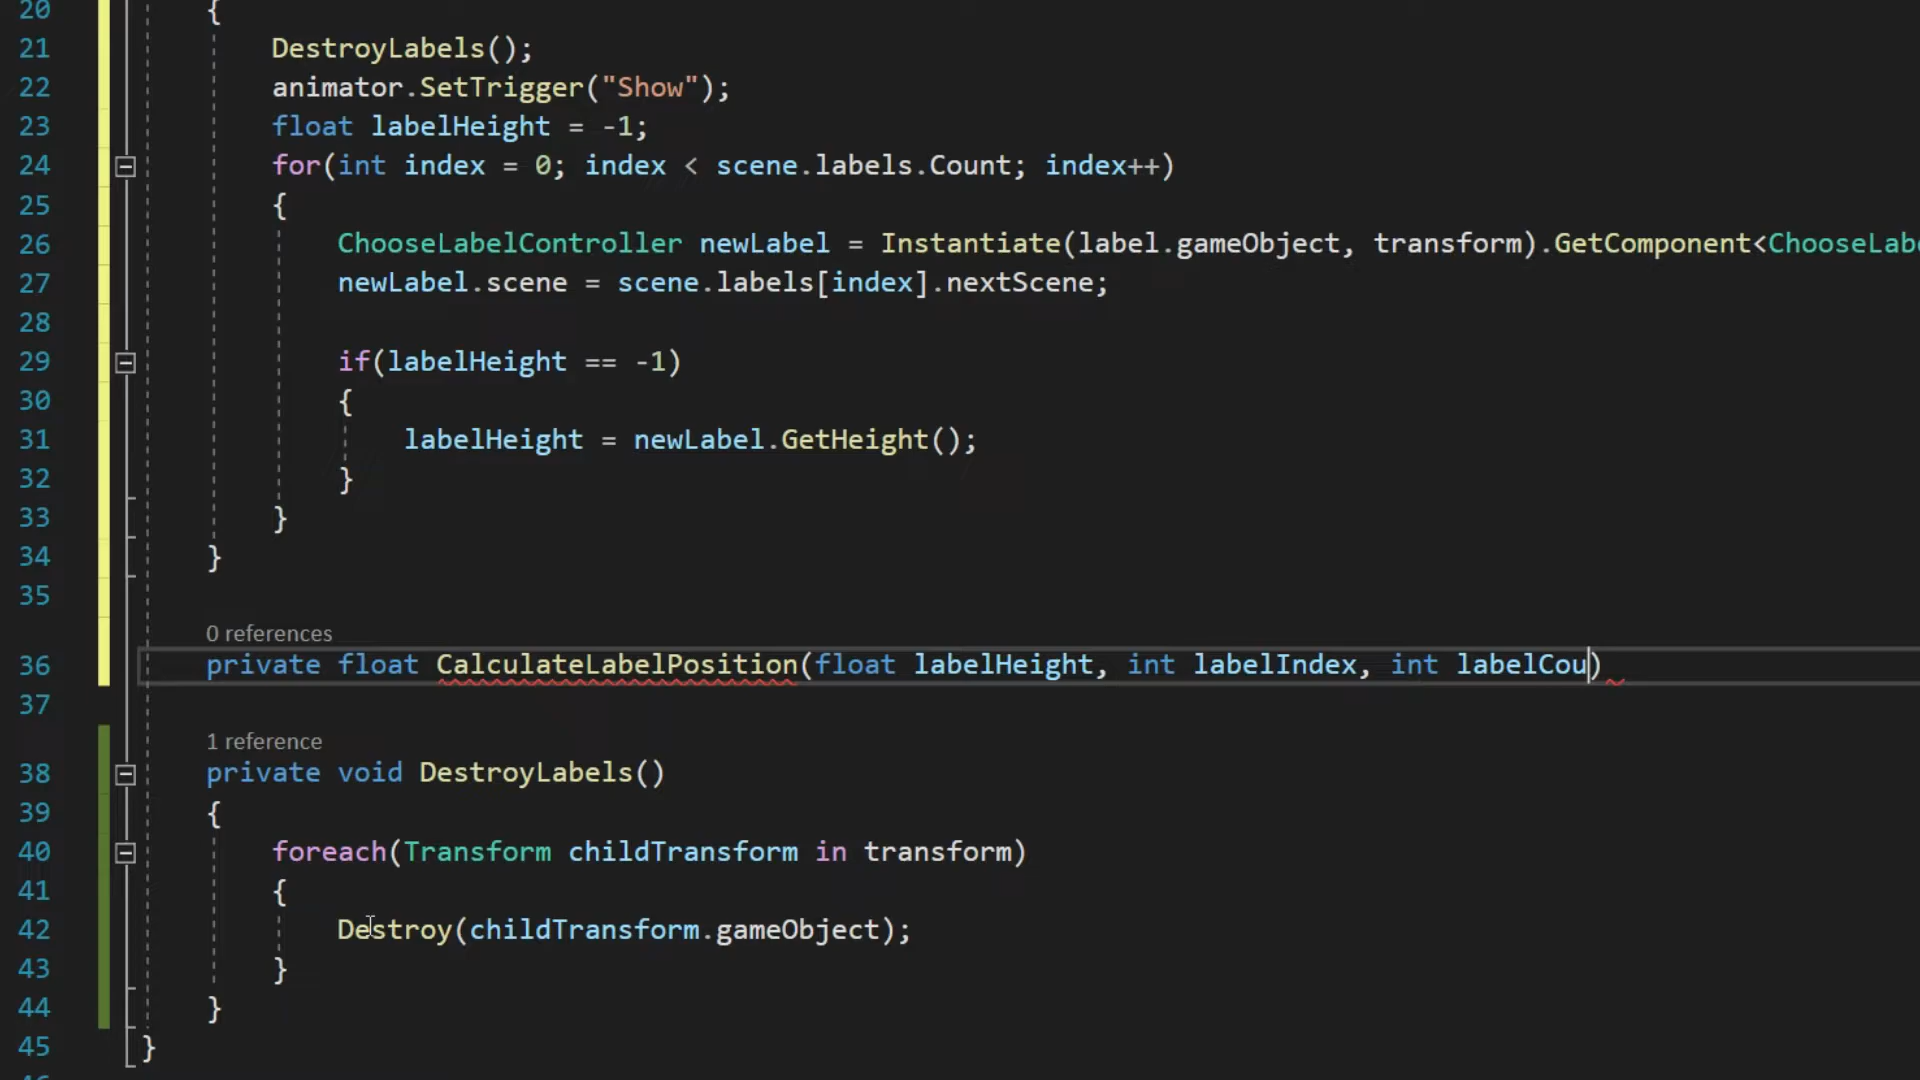 20 {
21 DestroyLabels();
22 animator.SetTrigger("Show");
23 float labelHeight = -1;
24 for(int index = 0; index < scene.labels.Count; index++)
25 {
26 ChooseLabelController newLabel = Instantiate(label.gameObject, transform).GetComponent<ChooseLab
27 newLabel.scene = scene.labels[index].nextScene;
28
29 if(labelHeight == -1)
30 {
31 labelHeight = newLabel.GetHeight();
32 }
33 }
34 }
35
0 references
36 private float CalculateLabelPosition(float labelHeight, int labelIndex, int labelCou)
37
1 reference
38 private void DestroyLabels()
39 {
40 foreach(Transform childTransform in transform)
41 {
42 Destroy(childTransform.gameObject);
43 }
44 }
45 }